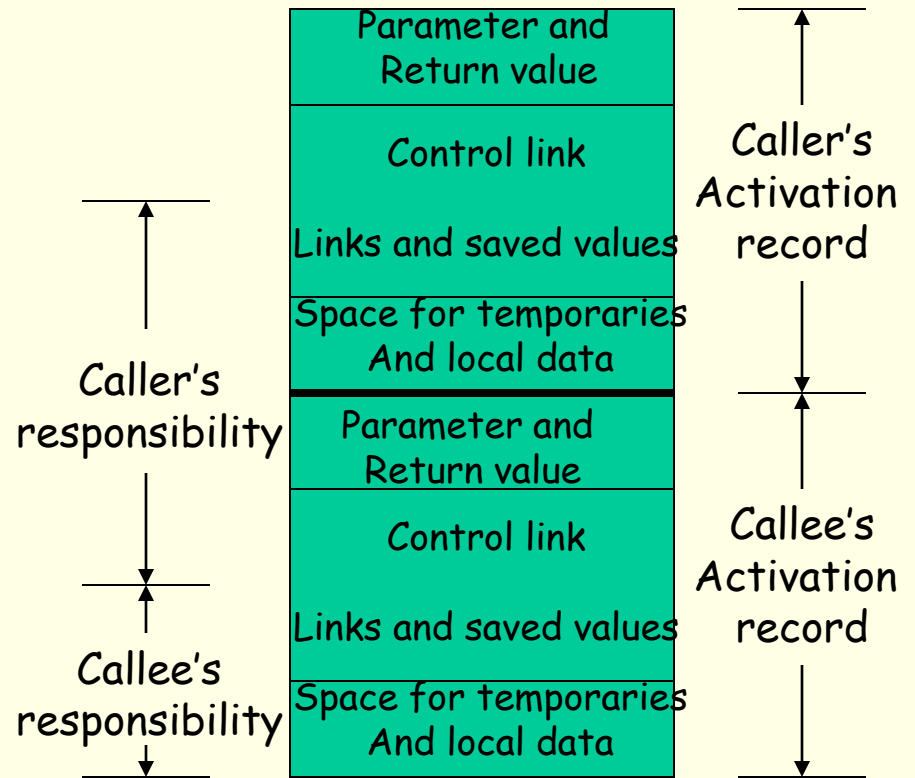 Parameter and
Return value
Control link
Links and saved values
Space for temporaries
And local data
Parameter and
Return value
Control link
Links and saved values
Space for temporaries
And local data
Caller's
responsibility
Callee's
responsibility
Caller's
Activation
record
Callee's
Activation
record